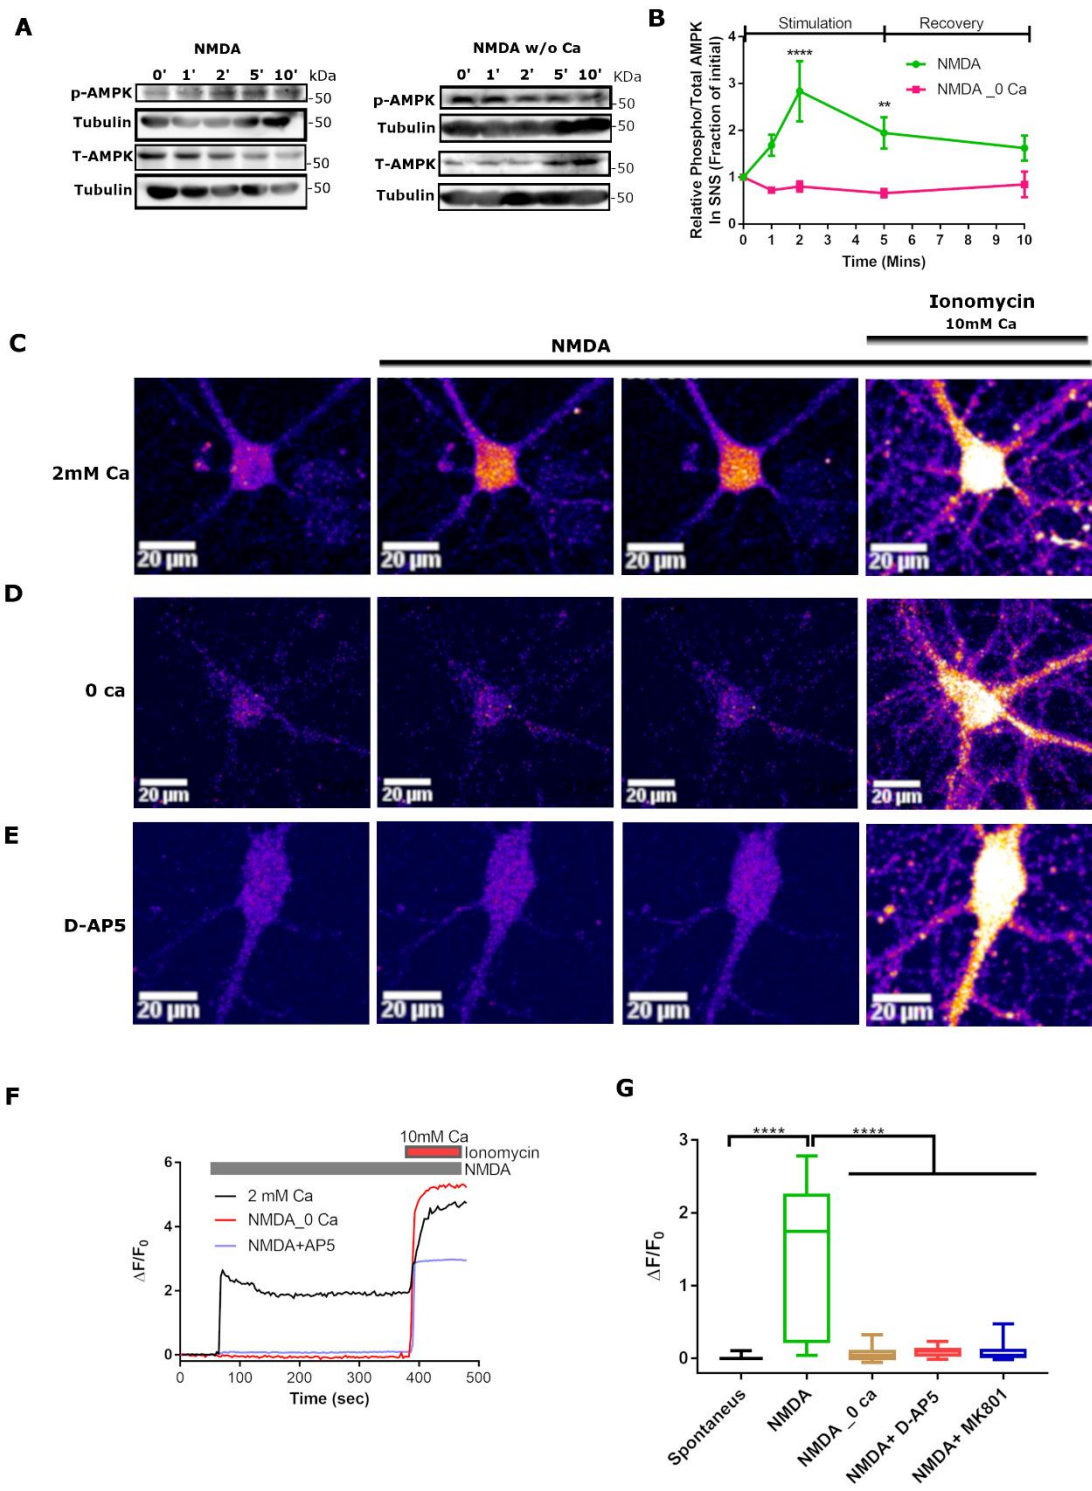 A
NMDA
0' 1' 2' 5' 10' kDa
p-AMPK
-50
Tubulin
-50
T-AMPK
-50
Tubulin
-50
NMDA w/o Ca
0' 1' 2' 5' 10' KDa
p-AMPK
-50
Tubulin
-50
T-AMPK
-50
Tubulin
-50
B
Stimulation Recovery
Relative Phospho/Total AMPK
In SNS (Fraction of initial)
4
3
2
1
0
****
**
NMDA
NMDA _0 Ca
0 1 2 3 4 5 6 7 8 9 10
Time (Mins)
Ionomycin
10mM Ca
NMDA
C
2mM Ca
20 µm
20 µm
20 µm
20 µm
D
0 ca
20 µm
20 µm
20 µm
20 µm
E
D-AP5
20 µm
20 µm
20 µm
20 µm
F
10mM Ca
Ionomycin
NMDA
2 mM Ca
NMDA_0 Ca
NMDA+AP5
ΔF/F0
6
4
2
0
0 100 200 300 400 500
Time (sec)
G
**** ****
ΔF/F0
3
2
1
0
Spontaneus
NMDA
NMDA _0 ca
NMDA+ D-AP5
NMDA+ MK801